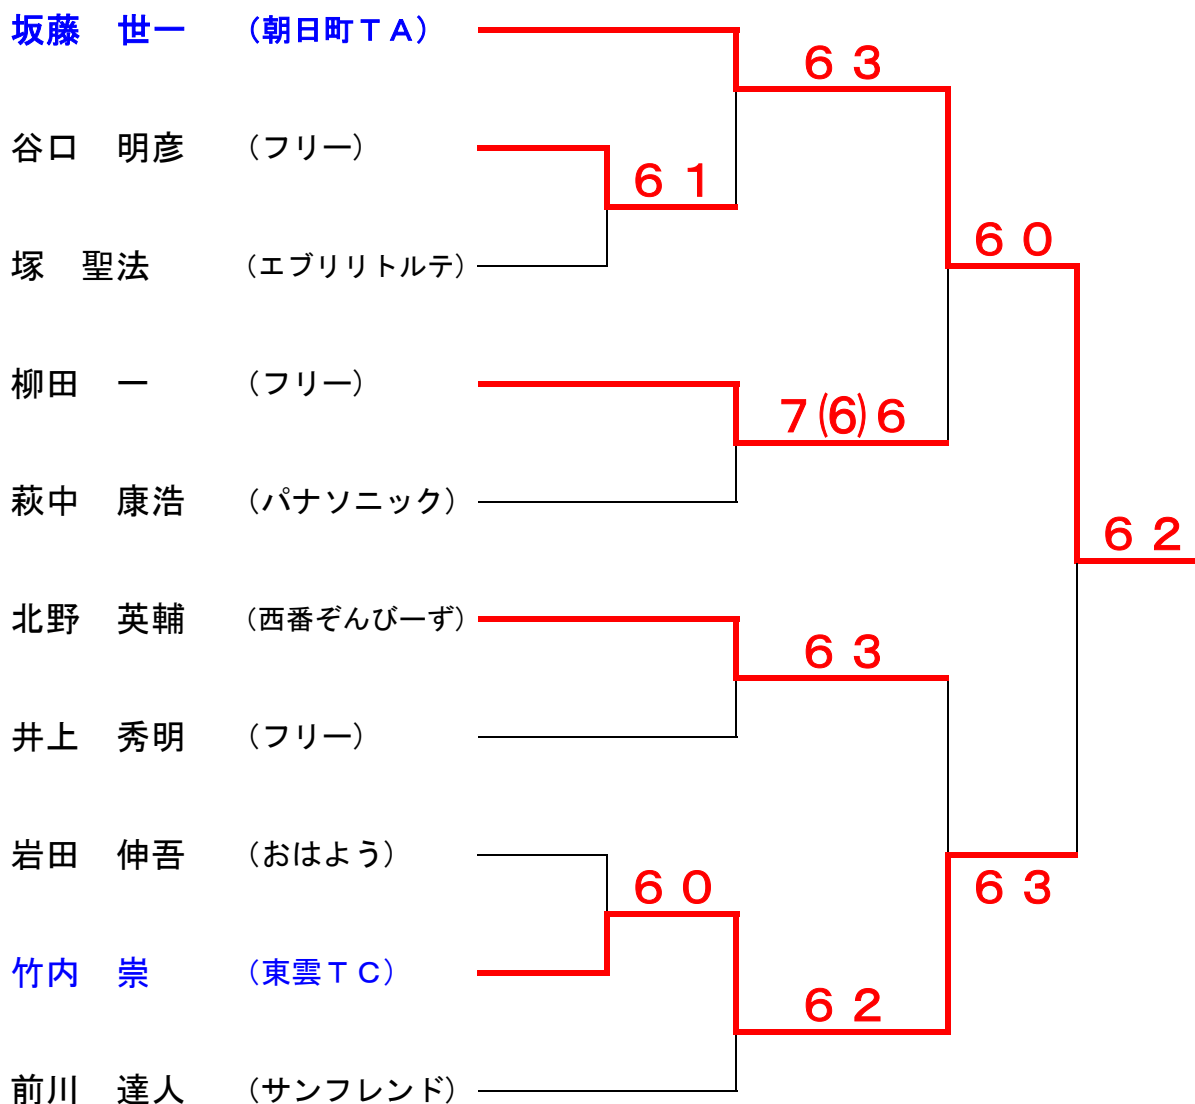 坂藤　世一　（朝日町ＴＡ）
６３
谷口　明彦　（フリー）
６１
６０
塚　聖法　（エブリリトルテ）
柳田　一　（フリー）
７(６)６
萩中　康浩　（パナソニック）
６２
北野　英輔　（西番ぞんびーず）
６３
井上　秀明　（フリー）
岩田　伸吾　（おはよう）
６０
６３
竹内　崇　（東雲ＴＣ）
６２
前川　達人　（サンフレンド）